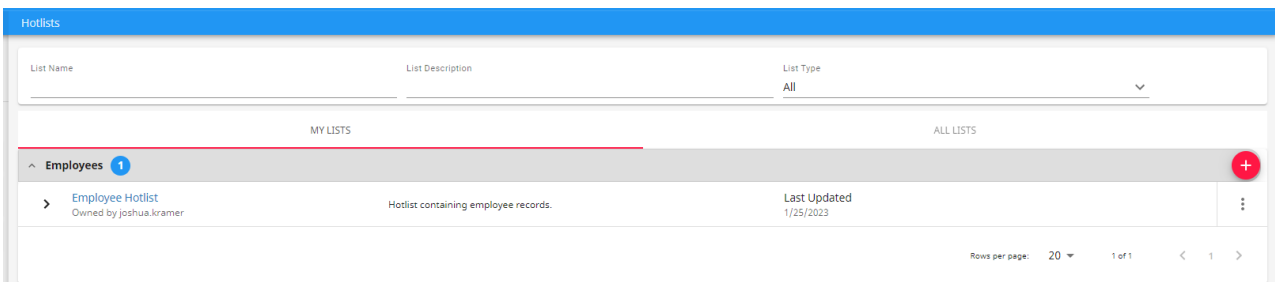 Hotlists
List Name
List Description
List Type
All
MY LISTS
ALL LISTS
Employees 1
Employee Hotlist
Owned by joshua.kramer
Hotlist containing employee records.
Last Updated
1/25/2023
Rows per page: 20 1 of 1 1